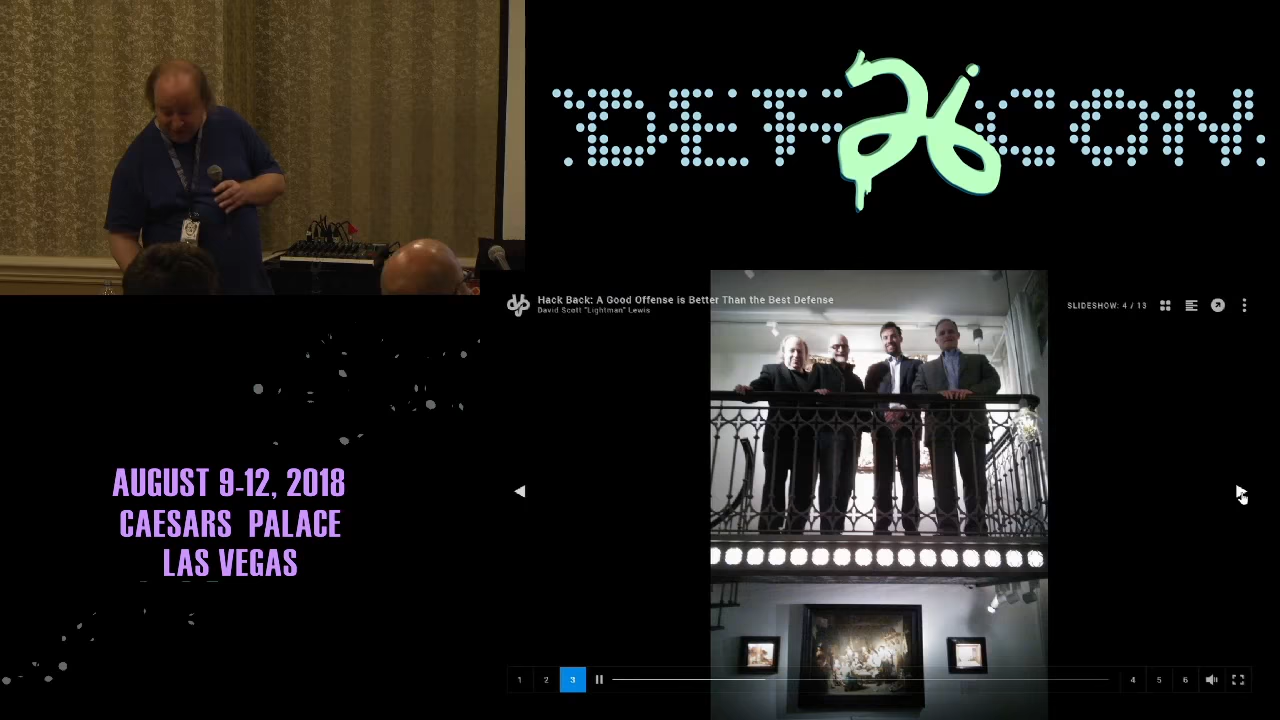 DEF 26 CON
Hack Back: A Good Offense is Better Than the Best Defense
David Scott "Lightman" Lewis
SLIDESHOW: 4 / 13
AUGUST 9-12, 2018
CAESARS PALACE
LAS VEGAS
1 2 3 4 5 6